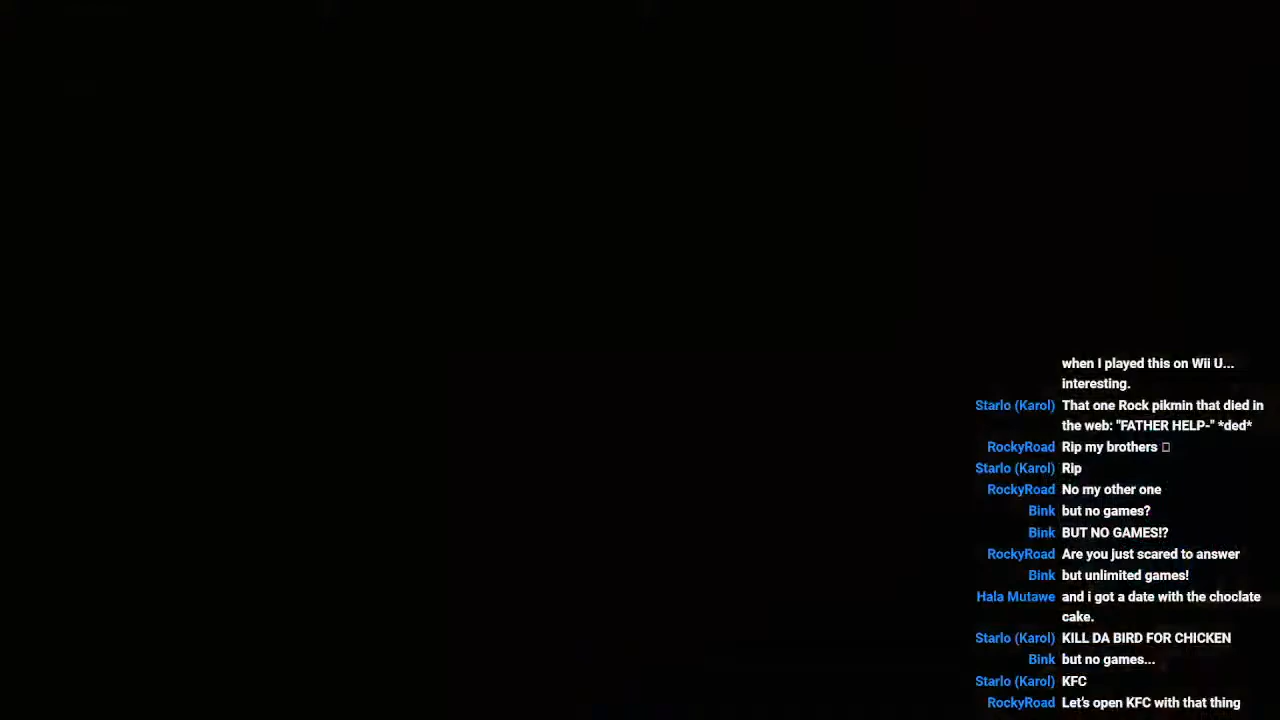 when I played this on Wii U...
interesting.
Starlo (Karol) That one Rock pikmin that died in
the web: "FATHER HELP-" *ded*
RockyRoad Rip my brothers
Starlo (Karol) Rip
RockyRoad No my other one
Bink but no games?
Bink BUT NO GAMES!?
RockyRoad Are you just scared to answer
Bink but unlimited games!
Hala Mutawe and i got a date with the choclate
cake.
Starlo (Karol) KILL DA BIRD FOR CHICKEN
Bink but no games...
Starlo (Karol) KFC
RockyRoad Let's open KFC with that thing